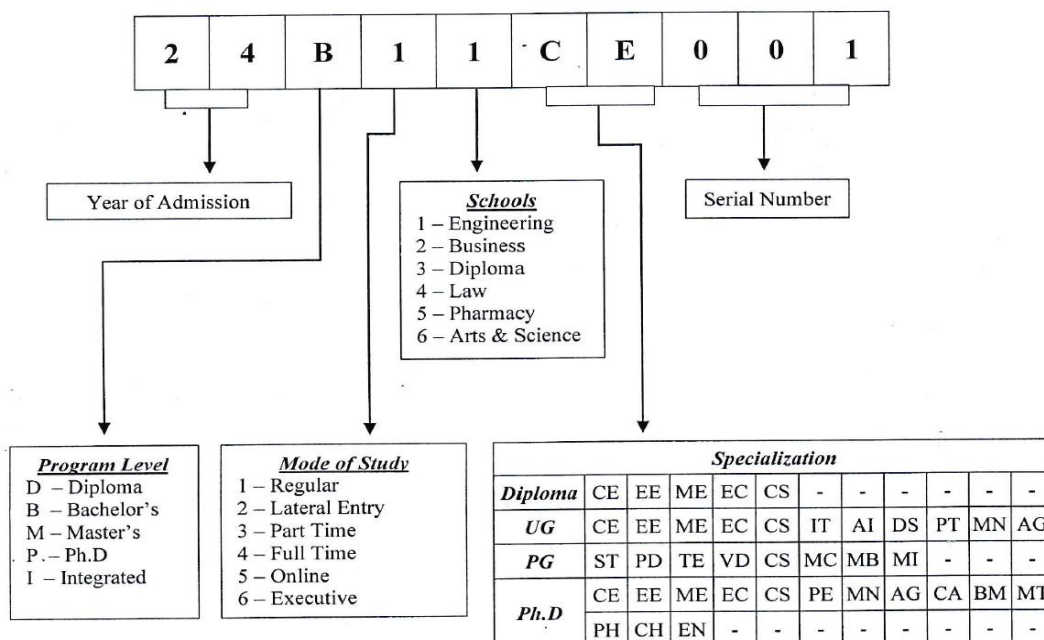 2 4 B 1 1 C E 0 0 1
Year of Admission
Schools
1 – Engineering
2 – Business
3 – Diploma
4 – Law
5 – Pharmacy
6 – Arts & Science
Serial Number
Program Level
D – Diploma
B – Bachelor's
M – Master's
P – Ph.D
I – Integrated
Mode of Study
1 – Regular
2 – Lateral Entry
3 – Part Time
4 – Full Time
5 – Online
6 – Executive
Specialization
Diploma CE EE ME EC CS - - - - - -
UG CE EE ME EC CS IT AI DS PT MN AG
PG ST PD TE VD CS MC MB MI - - -
Ph.D CE EE ME EC CS PE MN AG CA BM MT
PH CH EN - - - - - - - -